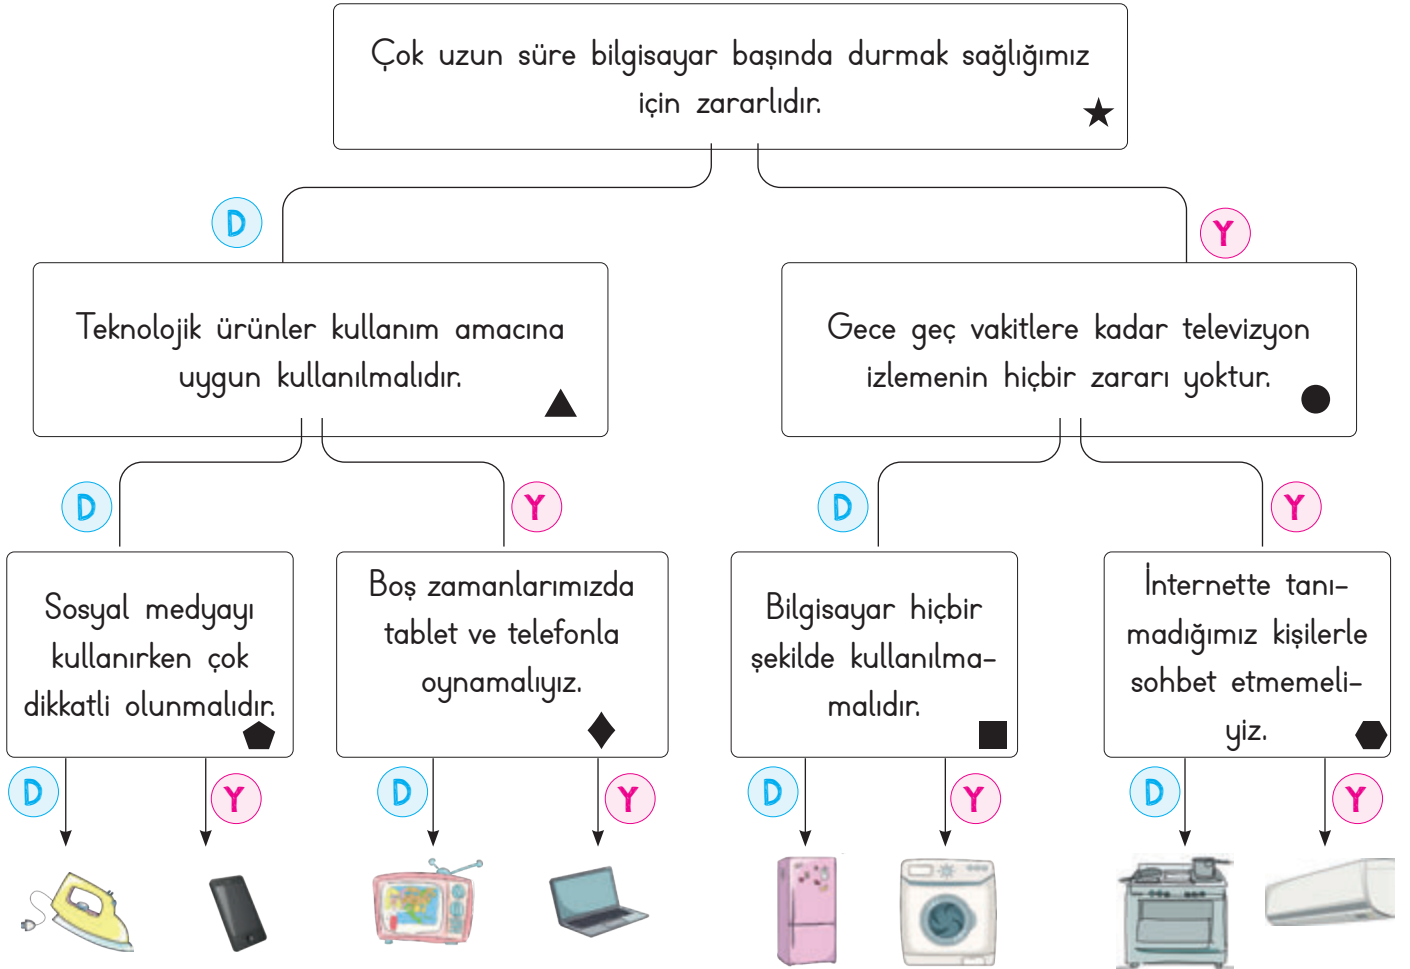 Çok uzun süre bilgisayar başında durmak sağlığımız
için zararlıdır.
D
Y
Teknolojik ürünler kullanım amacına
uygun kullanılmalıdır.
Gece geç vakitlere kadar televizyon
izlemenin hiçbir zararı yoktur.
D
Y
D
Y
Sosyal medyayı
kullanırken çok
dikkatli olunmalıdır.
Boş zamanlarımızda
tablet ve telefonla
oynamalıyız.
Bilgisayar hiçbir
şekilde kullanılma-
malıdır.
İnternette tanı-
madığımız kişilerle
sohbet etmemeli-
yiz.
D
Y
D
Y
D
Y
D
Y